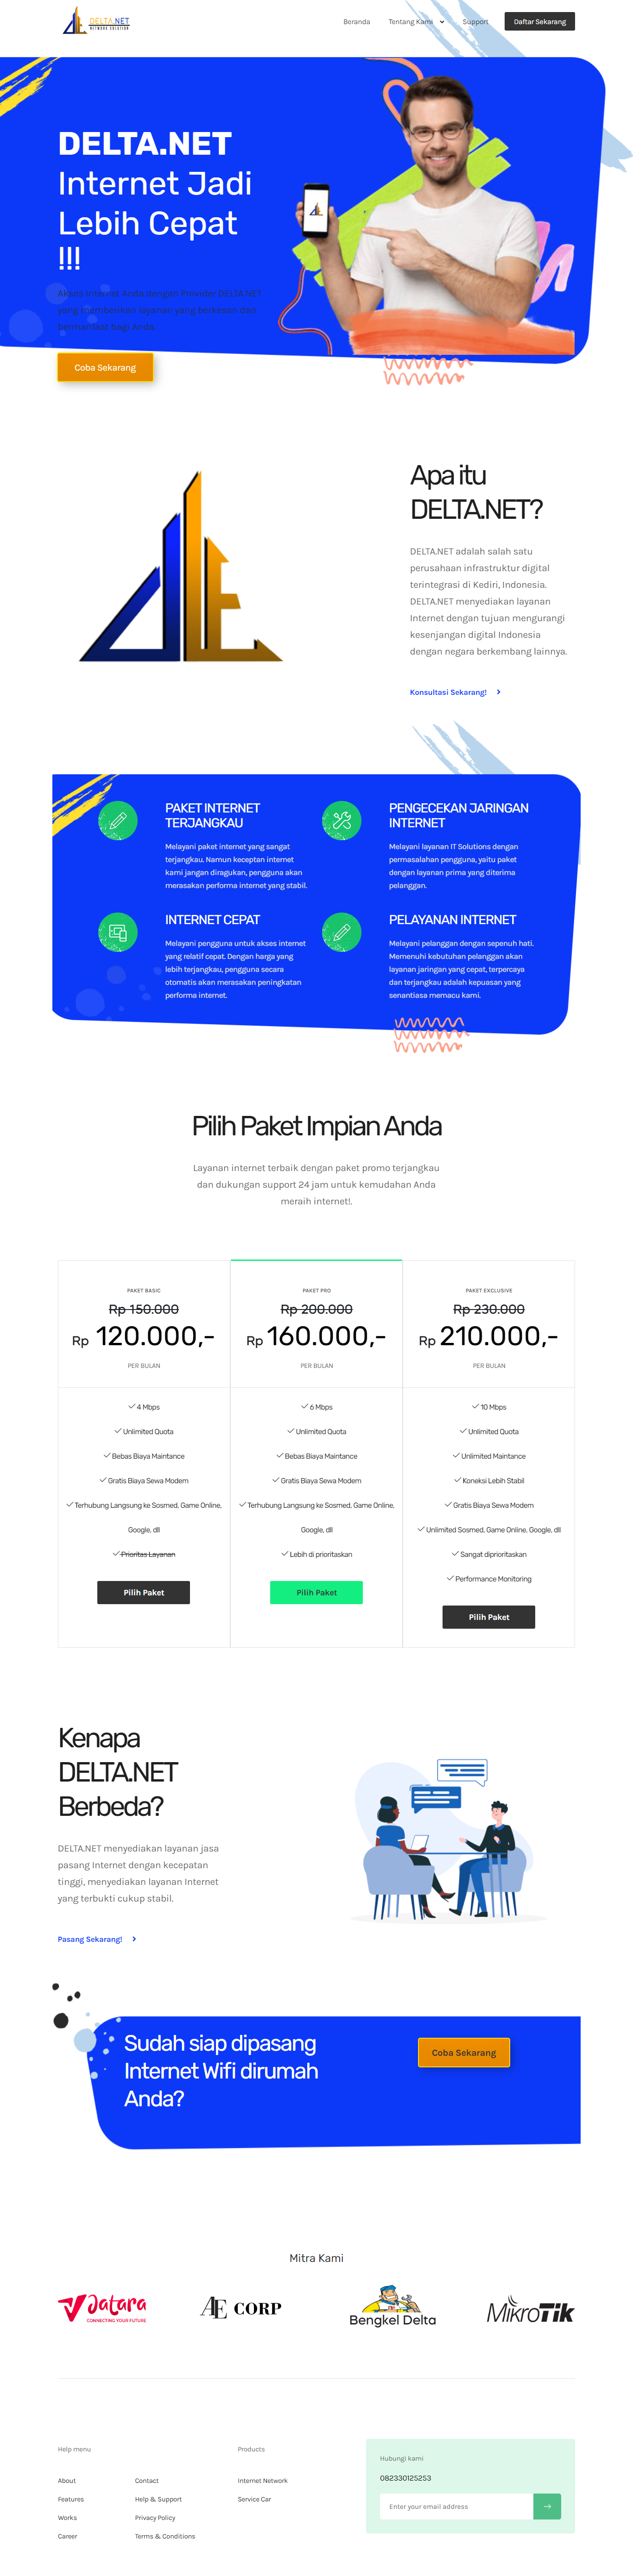 DELTA.NET
NETWORK SOLUTION
Beranda
Tentang Kami
Support
Daftar Sekarang
DELTA.NET
Internet Jadi
Lebih Cepat
!!!
Akses Internet Anda dengan Provider DELTA.NET
yang memberikan layanan yang berkesan dan
bermanfaat bagi Anda.
Coba Sekarang
Apa itu
DELTA.NET?
DELTA.NET adalah salah satu
perusahaan infrastruktur digital
terintegrasi di Kediri, Indonesia.
DELTA.NET menyediakan layanan
Internet dengan tujuan mengurangi
kesenjangan digital Indonesia
dengan negara berkembang lainnya.
Konsultasi Sekarang!
PAKET INTERNET
TERJANGKAU
Melayani paket internet yang sangat
terjangkau. Namun keceptan internet
kami jangan diragukan, pengguna akan
merasakan performa internet yang stabil.
PENGECEKAN JARINGAN
INTERNET
Melayani layanan IT Solutions dengan
permasalahan pengguna, yaitu paket
dengan layanan prima yang diterima
pelanggan.
INTERNET CEPAT
Melayani pengguna untuk akses internet
yang relatif cepat. Dengan harga yang
lebih terjangkau, pengguna secara
otomatis akan merasakan peningkatan
performa internet.
PELAYANAN INTERNET
Melayani pelanggan dengan sepenuh hati.
Memenuhi kebutuhan pelanggan akan
layanan jaringan yang cepat, terpercaya
dan terjangkau adalah kepuasan yang
senantiasa memacu kami.
Pilih Paket Impian Anda
Layanan internet terbaik dengan paket promo terjangkau
dan dukungan support 24 jam untuk kemudahan Anda
meraih internet!.
PAKET BASIC
Rp 150.000
Rp 120.000,-
PER BULAN
4 Mbps
Unlimited Quota
Bebas Biaya Maintance
Gratis Biaya Sewa Modem
Terhubung Langsung ke Sosmed, Game Online,
Google, dll
Prioritas Layanan
Pilih Paket
PAKET PRO
Rp 200.000
Rp 160.000,-
PER BULAN
6 Mbps
Unlimited Quota
Bebas Biaya Maintance
Gratis Biaya Sewa Modem
Terhubung Langsung ke Sosmed, Game Online,
Google, dll
Lebih di prioritaskan
Pilih Paket
PAKET EXCLUSIVE
Rp 230.000
Rp 210.000,-
PER BULAN
10 Mbps
Unlimited Quota
Unlimited Maintance
Koneksi Lebih Stabil
Gratis Biaya Sewa Modem
Unlimited Sosmed, Game Online, Google, dll
Sangat diprioritaskan
Performance Monitoring
Pilih Paket
Kenapa
DELTA.NET
Berbeda?
DELTA.NET menyediakan layanan jasa
pasang Internet dengan kecepatan
tinggi, menyediakan layanan Internet
yang terbukti cukup stabil.
Pasang Sekarang!
Sudah siap dipasang
Internet Wifi dirumah
Anda?
Coba Sekarang
Mitra Kami
Jatara
CONNECTING YOUR FUTURE
AE CORP
Bengkel Delta
MikroTik
Help menu
About
Features
Works
Career
Contact
Help & Support
Privacy Policy
Terms & Conditions
Products
Internet Network
Service Car
Hubungi kami
082330125253
Enter your email address